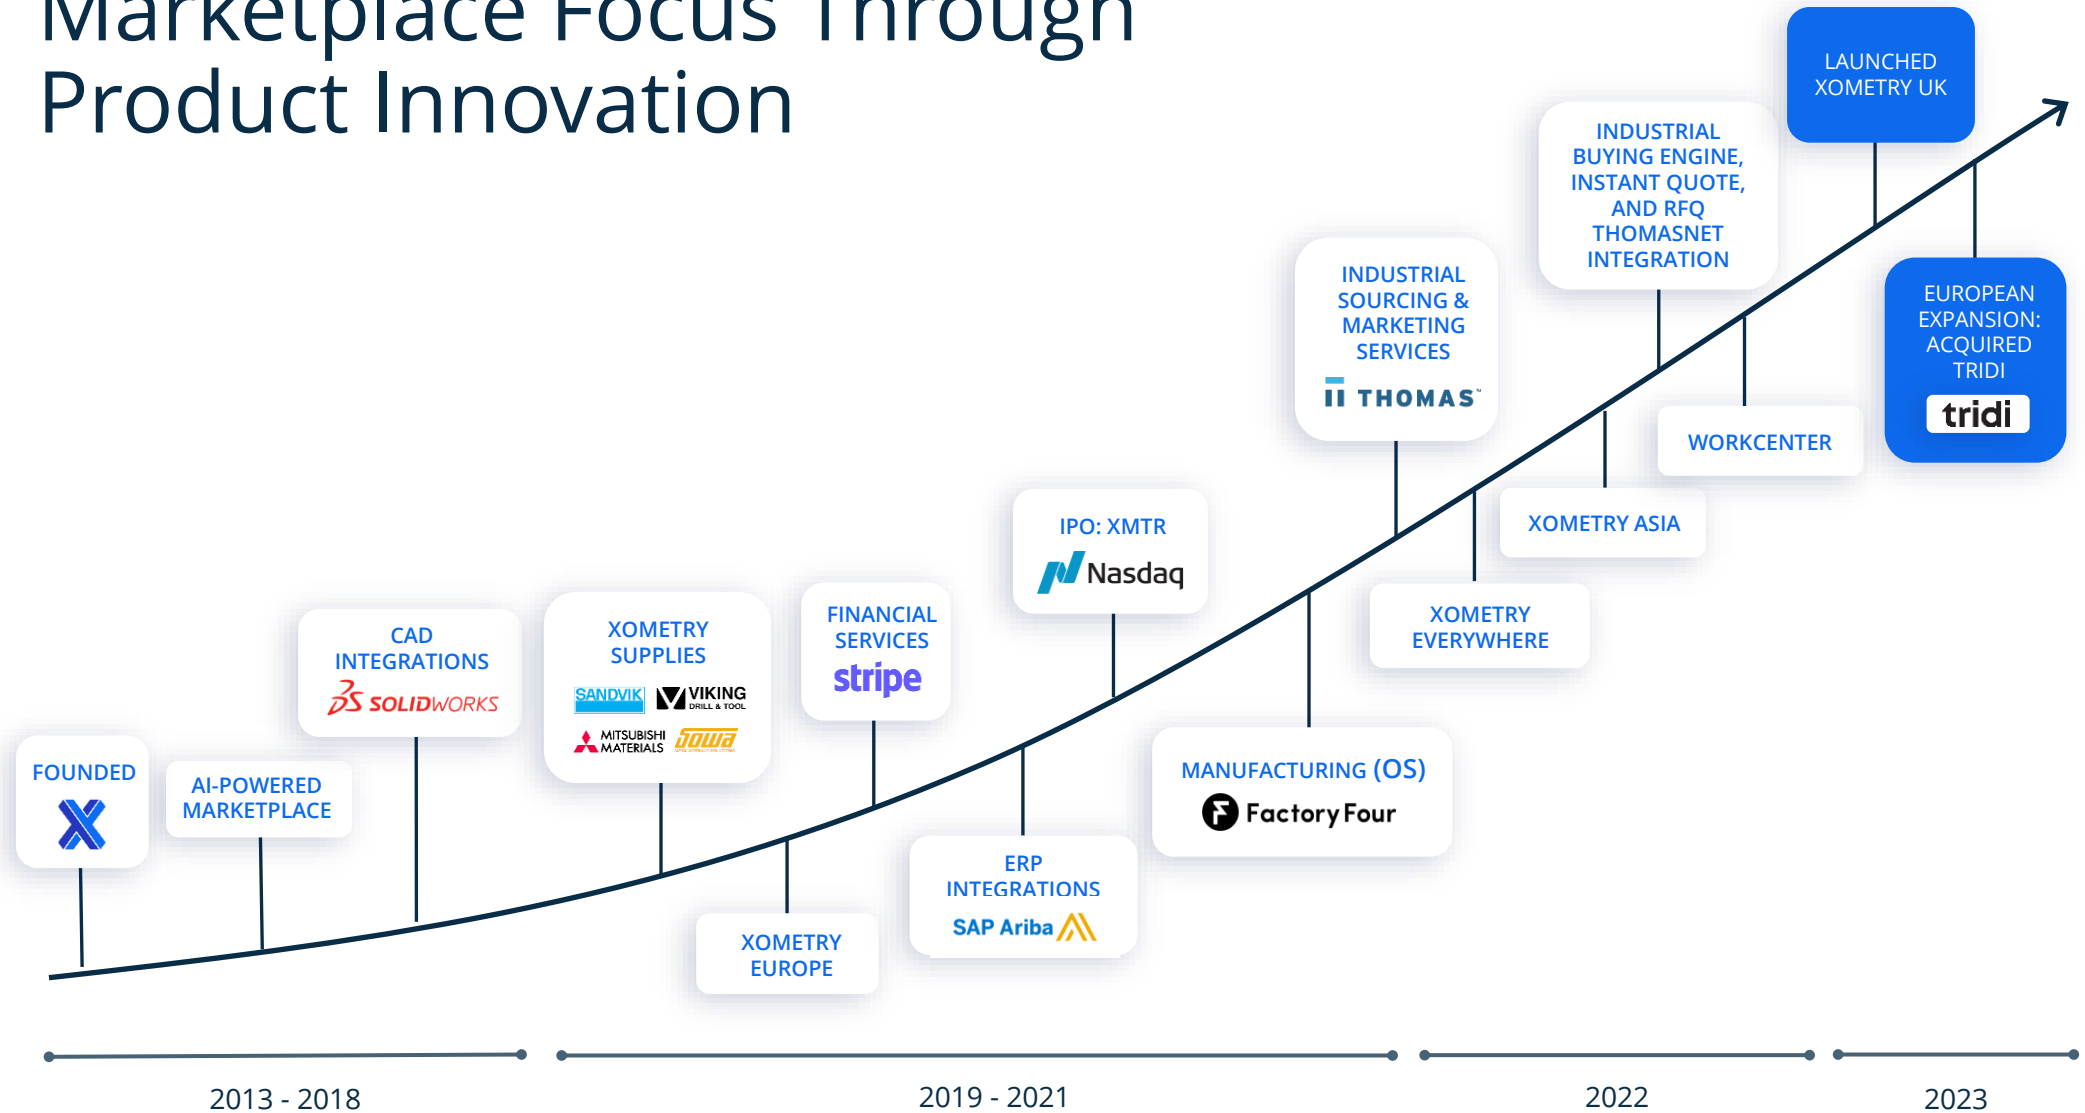 Marketplace Focus Through
Product Innovation
FOUNDED
AI-POWERED
MARKETPLACE
CAD
INTEGRATIONS
SOLIDWORKS
XOMETRY
SUPPLIES
SANDVIK
VIKING
DRILL & TOOL
MITSUBISHI
MATERIALS
sowa
XOMETRY
EUROPE
FINANCIAL
SERVICES
stripe
ERP
INTEGRATIONS
SAP Ariba
IPO: XMTR
Nasdaq
MANUFACTURING (OS)
Factory Four
INDUSTRIAL
SOURCING &
MARKETING
SERVICES
THOMAS
XOMETRY
EVERYWHERE
XOMETRY ASIA
INDUSTRIAL
BUYING ENGINE,
INSTANT QUOTE,
AND RFQ
THOMASNET
INTEGRATION
WORKCENTER
LAUNCHED
XOMETRY UK
EUROPEAN
EXPANSION:
ACQUIRED
TRIDI
tridi
2013 - 2018
2019 - 2021
2022
2023